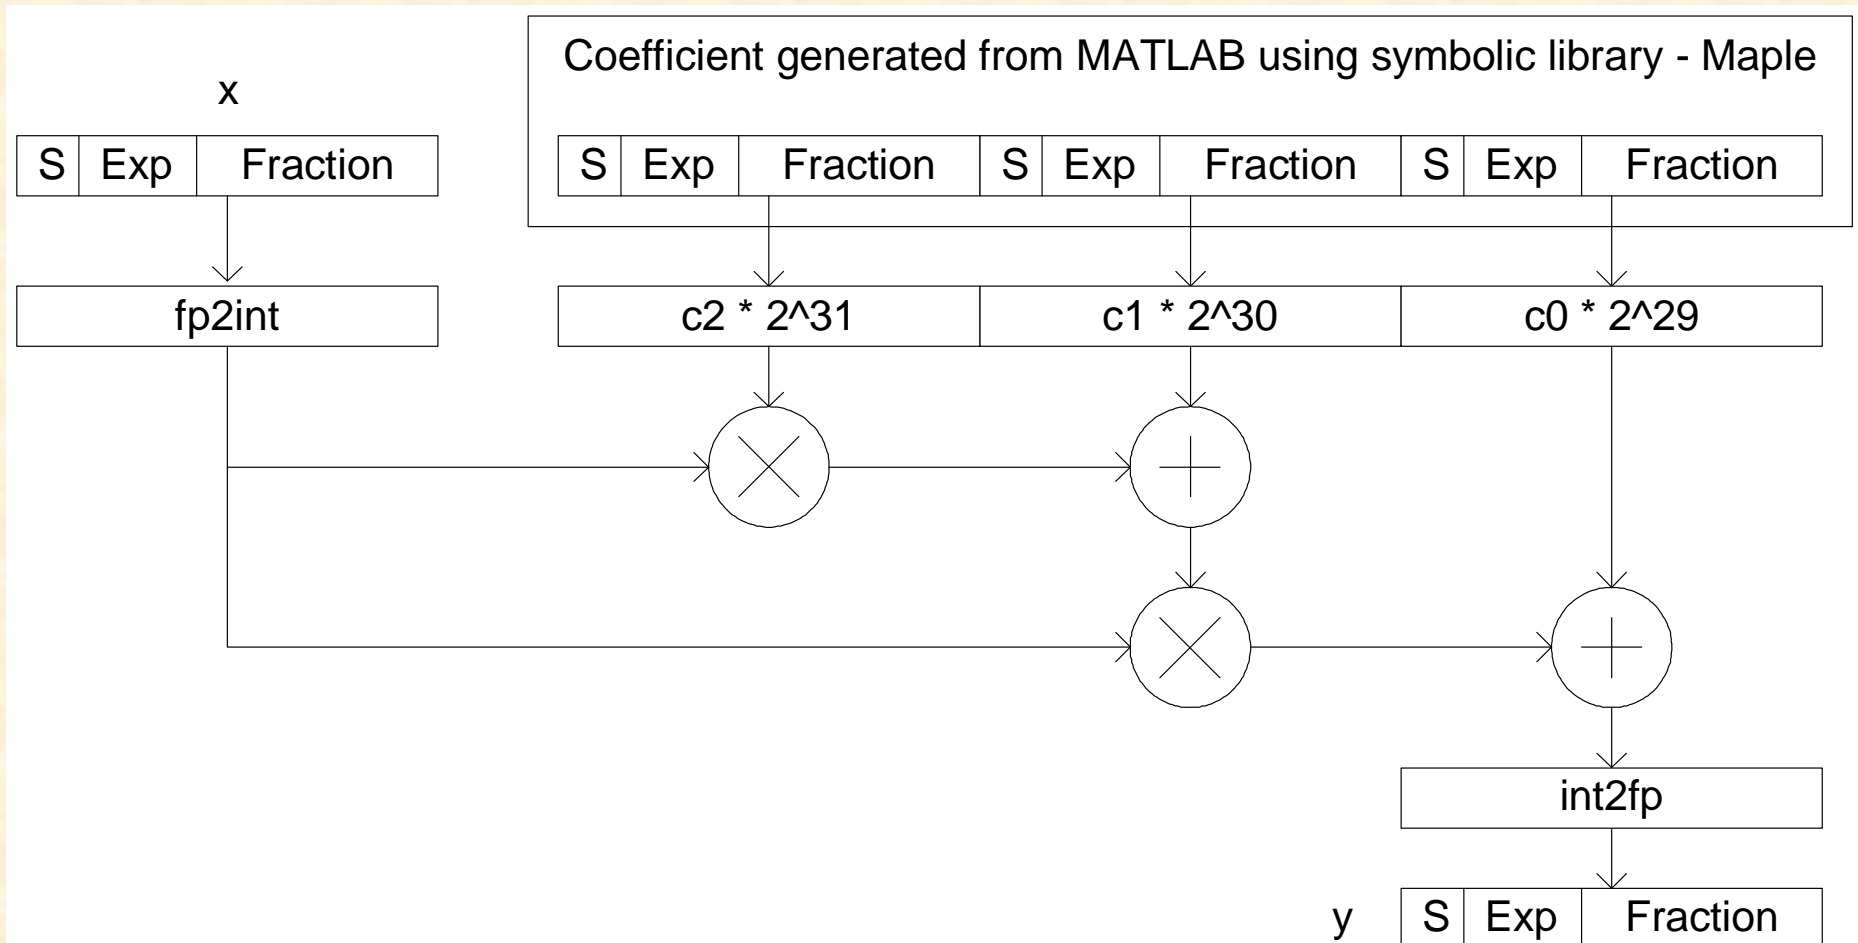 Coefficient generated from MATLAB using symbolic library - Maple
x
S Exp Fraction S Exp Fraction S Exp Fraction S Exp Fraction
fp2int c2 * 2^31 c1 * 2^30 c0 * 2^29
int2fp
y S Exp Fraction